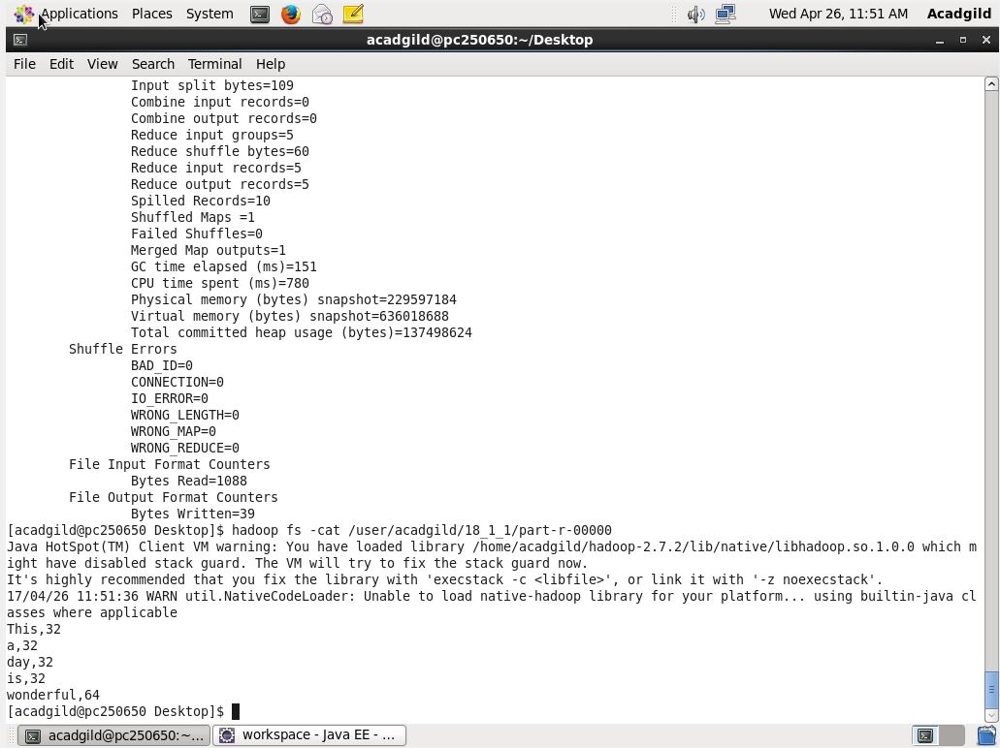 Applications Places System Wed Apr 26, 11:51 AM Acadgild
acadgild@pc250650:~/Desktop
File Edit View Search Terminal Help
Input split bytes=109
Combine input records=0
Combine output records=0
Reduce input groups=5
Reduce shuffle bytes=60
Reduce input records=5
Reduce output records=5
Spilled Records=10
Shuffled Maps =1
Failed Shuffles=0
Merged Map outputs=1
GC time elapsed (ms)=151
CPU time spent (ms)=780
Physical memory (bytes) snapshot=229597184
Virtual memory (bytes) snapshot=636018688
Total committed heap usage (bytes)=137498624
Shuffle Errors
BAD_ID=0
CONNECTION=0
IO_ERROR=0
WRONG_LENGTH=0
WRONG_MAP=0
WRONG_REDUCE=0
File Input Format Counters
Bytes Read=1088
File Output Format Counters
Bytes Written=39
[acadgild@pc250650 Desktop]$ hadoop fs -cat /user/acadgild/18_1_1/part-r-00000
Java HotSpot(TM) Client VM warning: You have loaded library /home/acadgild/hadoop-2.7.2/lib/native/libhadoop.so.1.0.0 which m
ight have disabled stack guard. The VM will try to fix the stack guard now.
It's highly recommended that you fix the library with 'execstack -c <libfile>', or link it with '-z noexecstack'.
17/04/26 11:51:36 WARN util.NativeCodeLoader: Unable to load native-hadoop library for your platform... using builtin-java cl
asses where applicable
This,32
a,32
day,32
is,32
wonderful,64
[acadgild@pc250650 Desktop]$
acadgild@pc250650:~... workspace - Java EE - ...